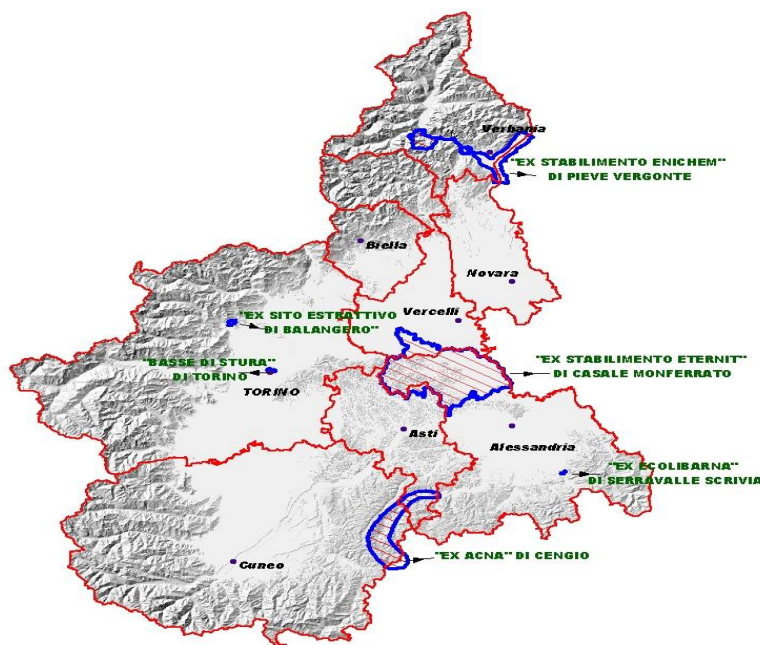 Verbania
"EX STABILIMENTO ENICHEM"
DI PIEVE VERGONTE
Biella
Novara
Vercelli
"EX SITO ESTRATTIVO
DI BALANGERO"
"BASSE DI STURA"
DI TORINO
TORINO
"EX STABILIMENTO ETERNIT"
DI CASALE MONFERRATO
Asti
Alessandria
"EX ECOLIBARNA"
DI SERRAVALLE SCRIVIA
"EX ACNA" DI CENGIO
Cuneo